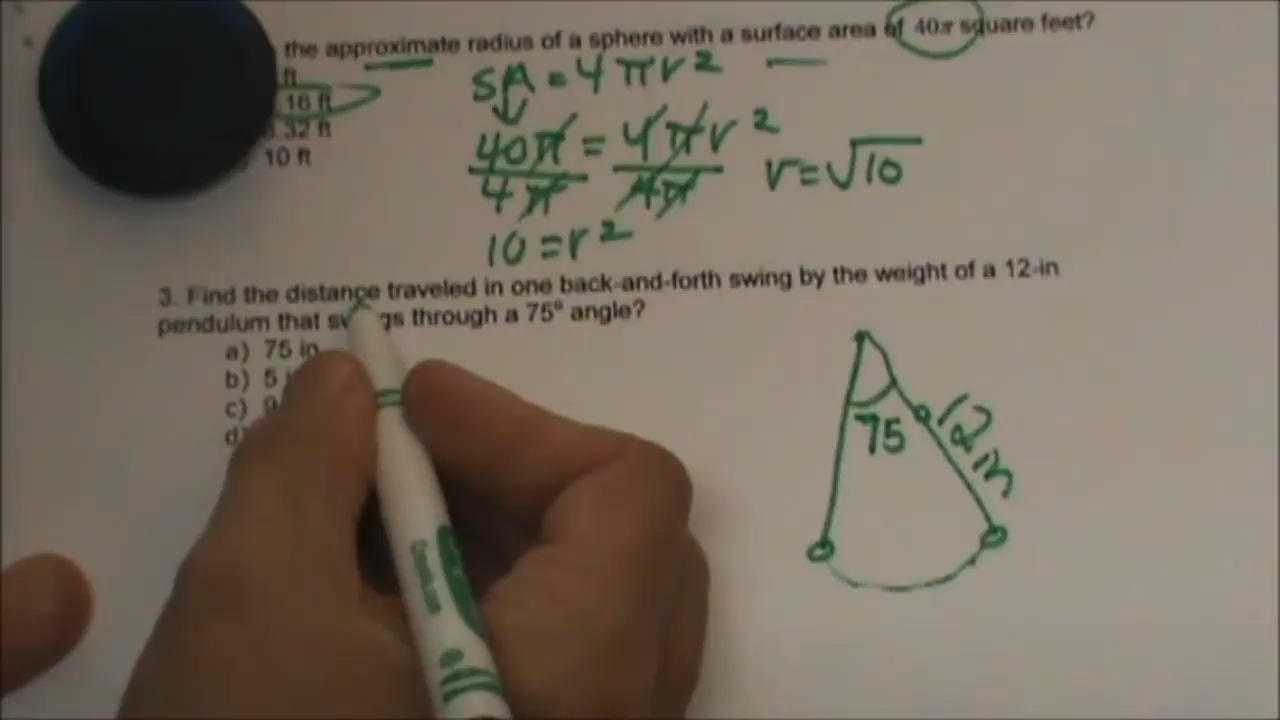 the approximate radius of a sphere with a surface area of 40π square feet?
ft
16 ft
32 ft
10 ft
SA = 4πr²
40π = 4πr²
4π 4π
r = √10
10 = r²
3. Find the distance traveled in one back-and-forth swing by the weight of a 12-in
pendulum that swings through a 75° angle?
a) 75 in
b) 5
c) 9
d)
75
12 in